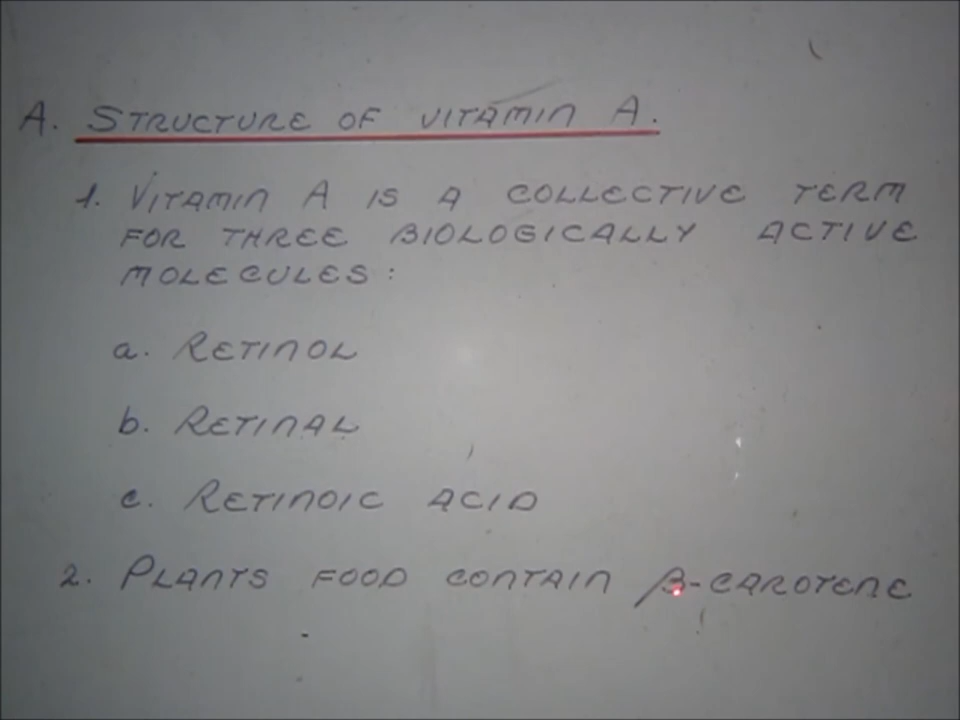 A. STRUCTURE OF VITAMIN A.
1. VITAMIN A IS A COLLECTIVE TERM
FOR THREE BIOLOGICALLY ACTIVE
MOLECULES:
a. RETINOL
b. RETINAL
c. RETINOIC ACID
2. PLANTS FOOD CONTAIN β-CAROTENE